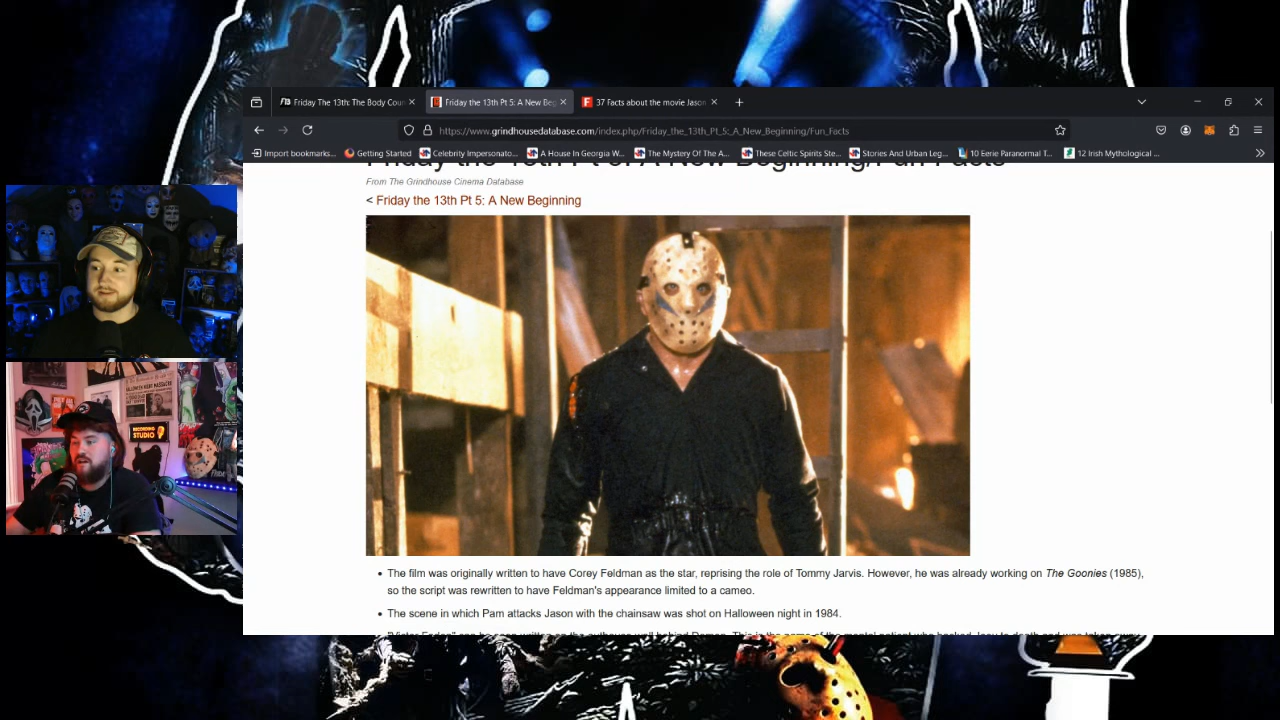 Friday The 13th: The Body Coun
Friday the 13th Pt 5: A New Beg
37 Facts about the movie Jason
https://www.grindhousedatabase.com/index.php/Friday_the_13th_Pt_5:_A_New_Beginning/Fun_Facts
Import bookmarks... Getting Started Celebrity Impersonato... A House In Georgia W... The Mystery Of The A... These Celtic Spirits Ste... Stories And Urban Leg... 10 Eerie Paranormal T... 12 Irish Mythological ...
From The Grindhouse Cinema Database
< Friday the 13th Pt 5: A New Beginning
• The film was originally written to have Corey Feldman as the star, reprising the role of Tommy Jarvis. However, he was already working on The Goonies (1985),
so the script was rewritten to have Feldman's appearance limited to a cameo.
• The scene in which Pam attacks Jason with the chainsaw was shot on Halloween night in 1984.
RECORDING
STUDIO